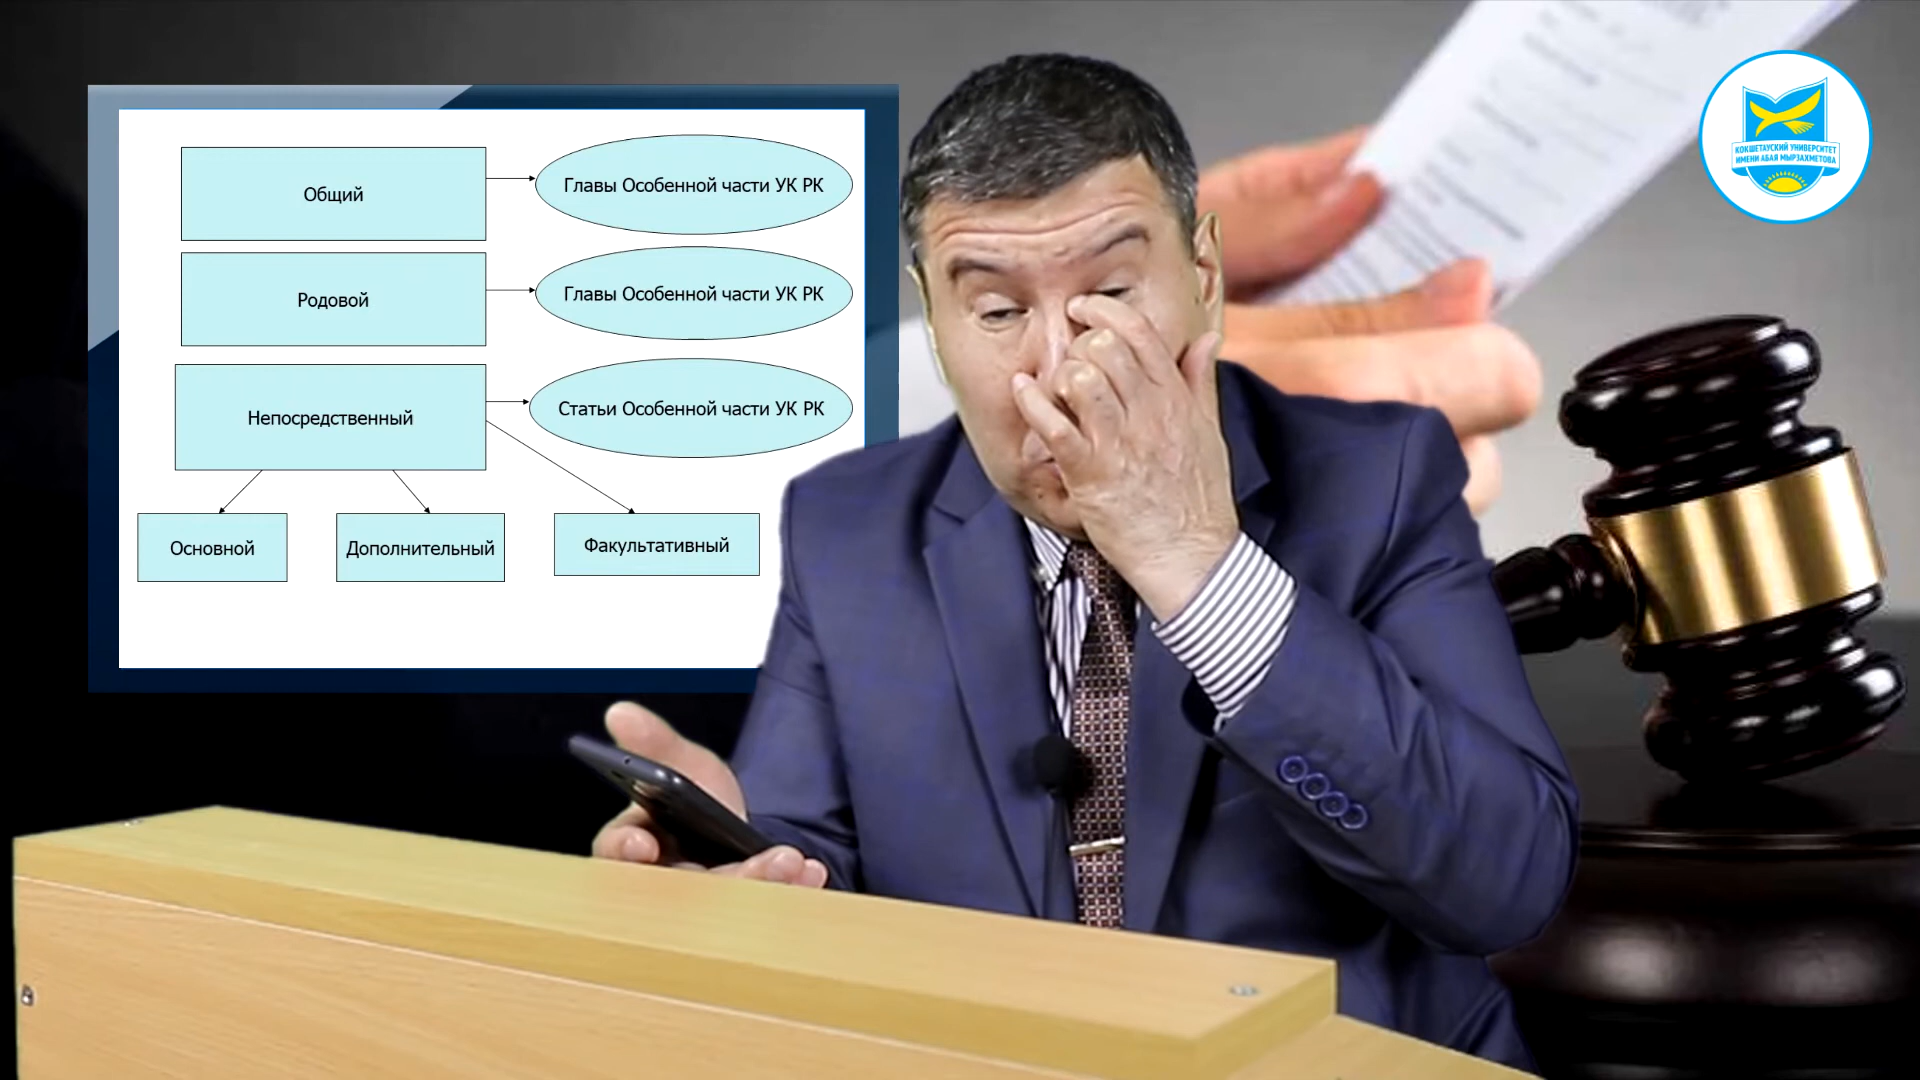 Общий
Главы Особенной части УК РК
Родовой
Главы Особенной части УК РК
Непосредственный
Статьи Особенной части УК РК
Основной
Дополнительный
Факультативный
КОКШЕТАУСКИЙ УНИВЕРСИТЕТ
ИМЕНИ АБАЯ МЫРЗАХМЕТОВА